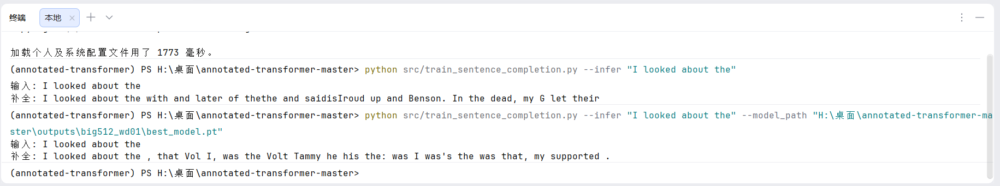 终端 本地
加载个人及系统配置文件用了 1773 毫秒。
(annotated-transformer) PS H:\桌面\annotated-transformer-master> python src/train_sentence_completion.py --infer "I looked about the"
输入: I looked about the
补全: I looked about the with and later of thethe and saidisIroud up and Benson. In the dead, my G let their
(annotated-transformer) PS H:\桌面\annotated-transformer-master> python src/train_sentence_completion.py --infer "I looked about the" --model_path "H:\桌面\annotated-transformer-ma
ster\outputs\big512_wd01\best_model.pt"
输入: I looked about the
补全: I looked about the , that Vol I, was the Volt Tammy he his the: was I was's the was that, my supported .
(annotated-transformer) PS H:\桌面\annotated-transformer-master>